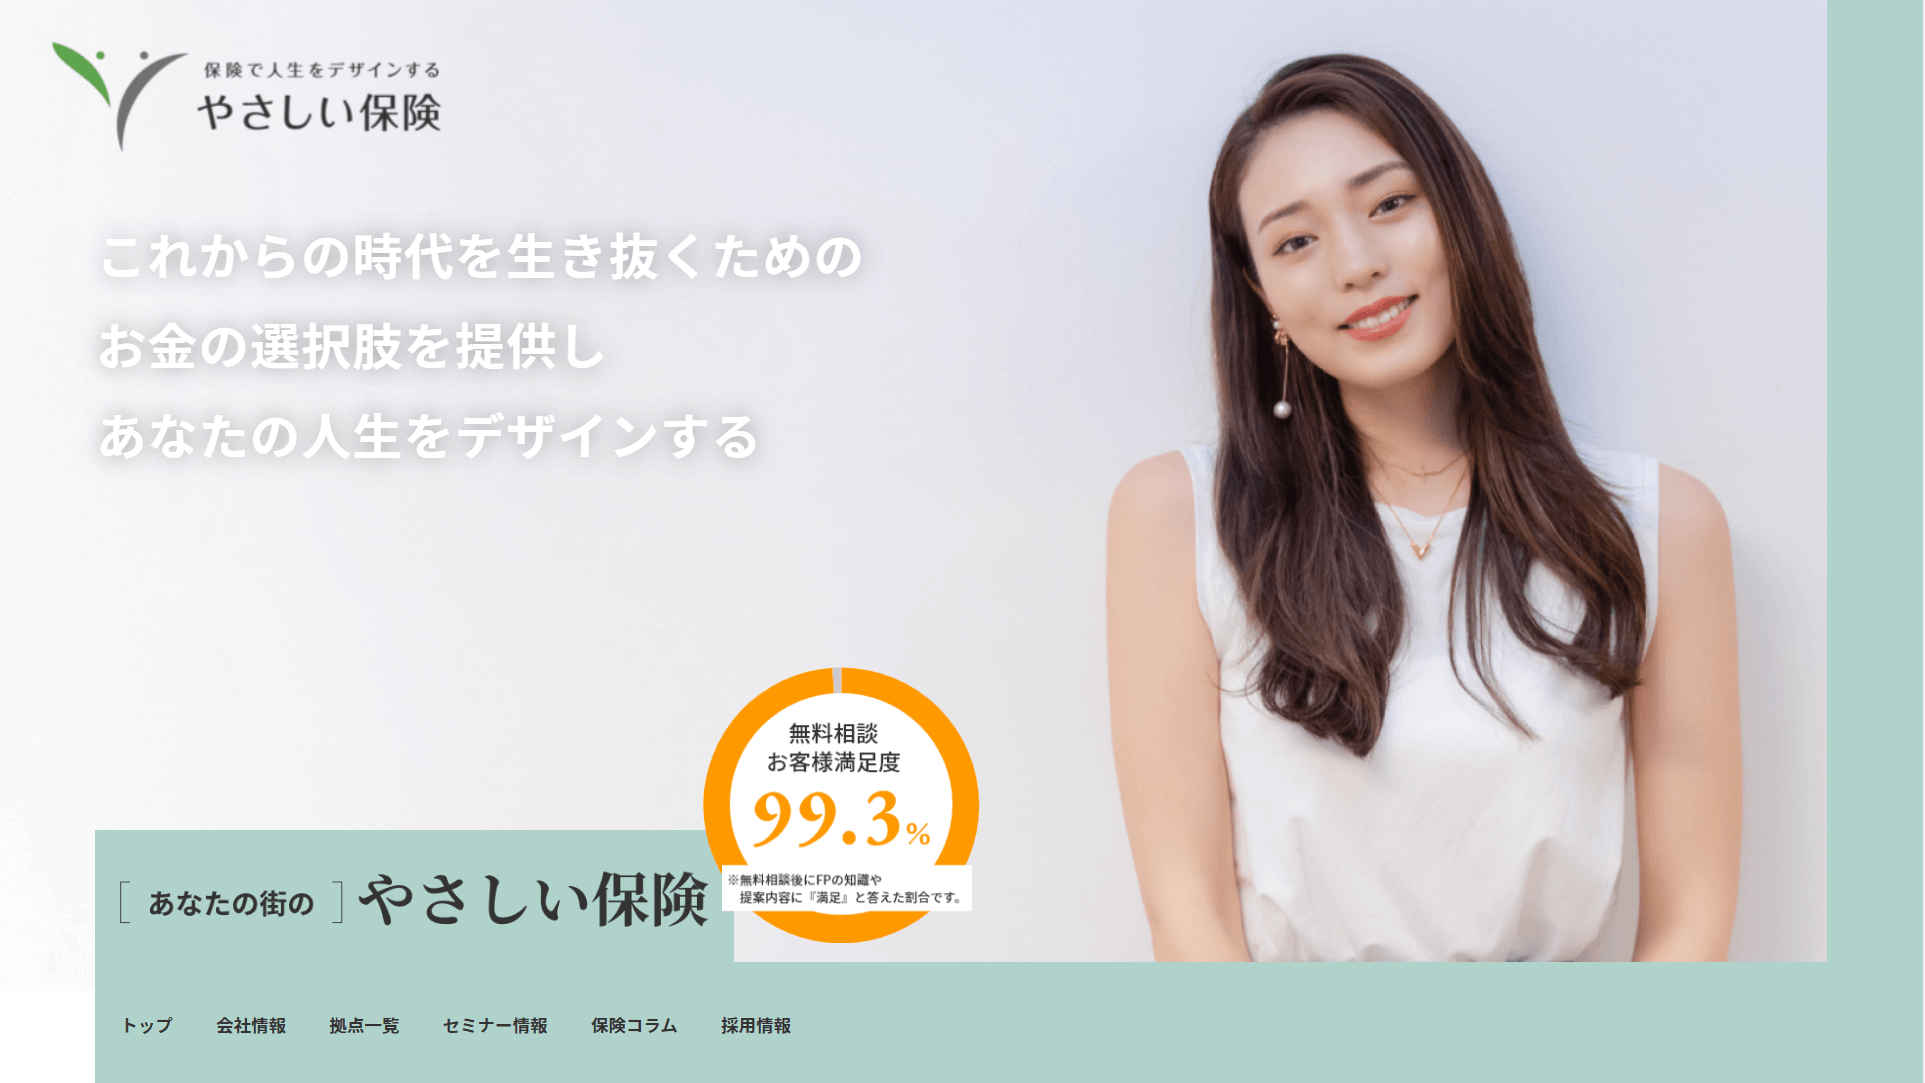 保険で人生をデザインする
やさしい保険
これからの時代を生き抜くための
お金の選択肢を提供し
あなたの人生をデザインする
無料相談
お客様満足度
99.3%
※無料相談後にFPの知識や
提案内容に『満足』と答えた割合です。
［あなたの街の］やさしい保険
トップ 会社情報 拠点一覧 セミナー情報 保険コラム 採用情報